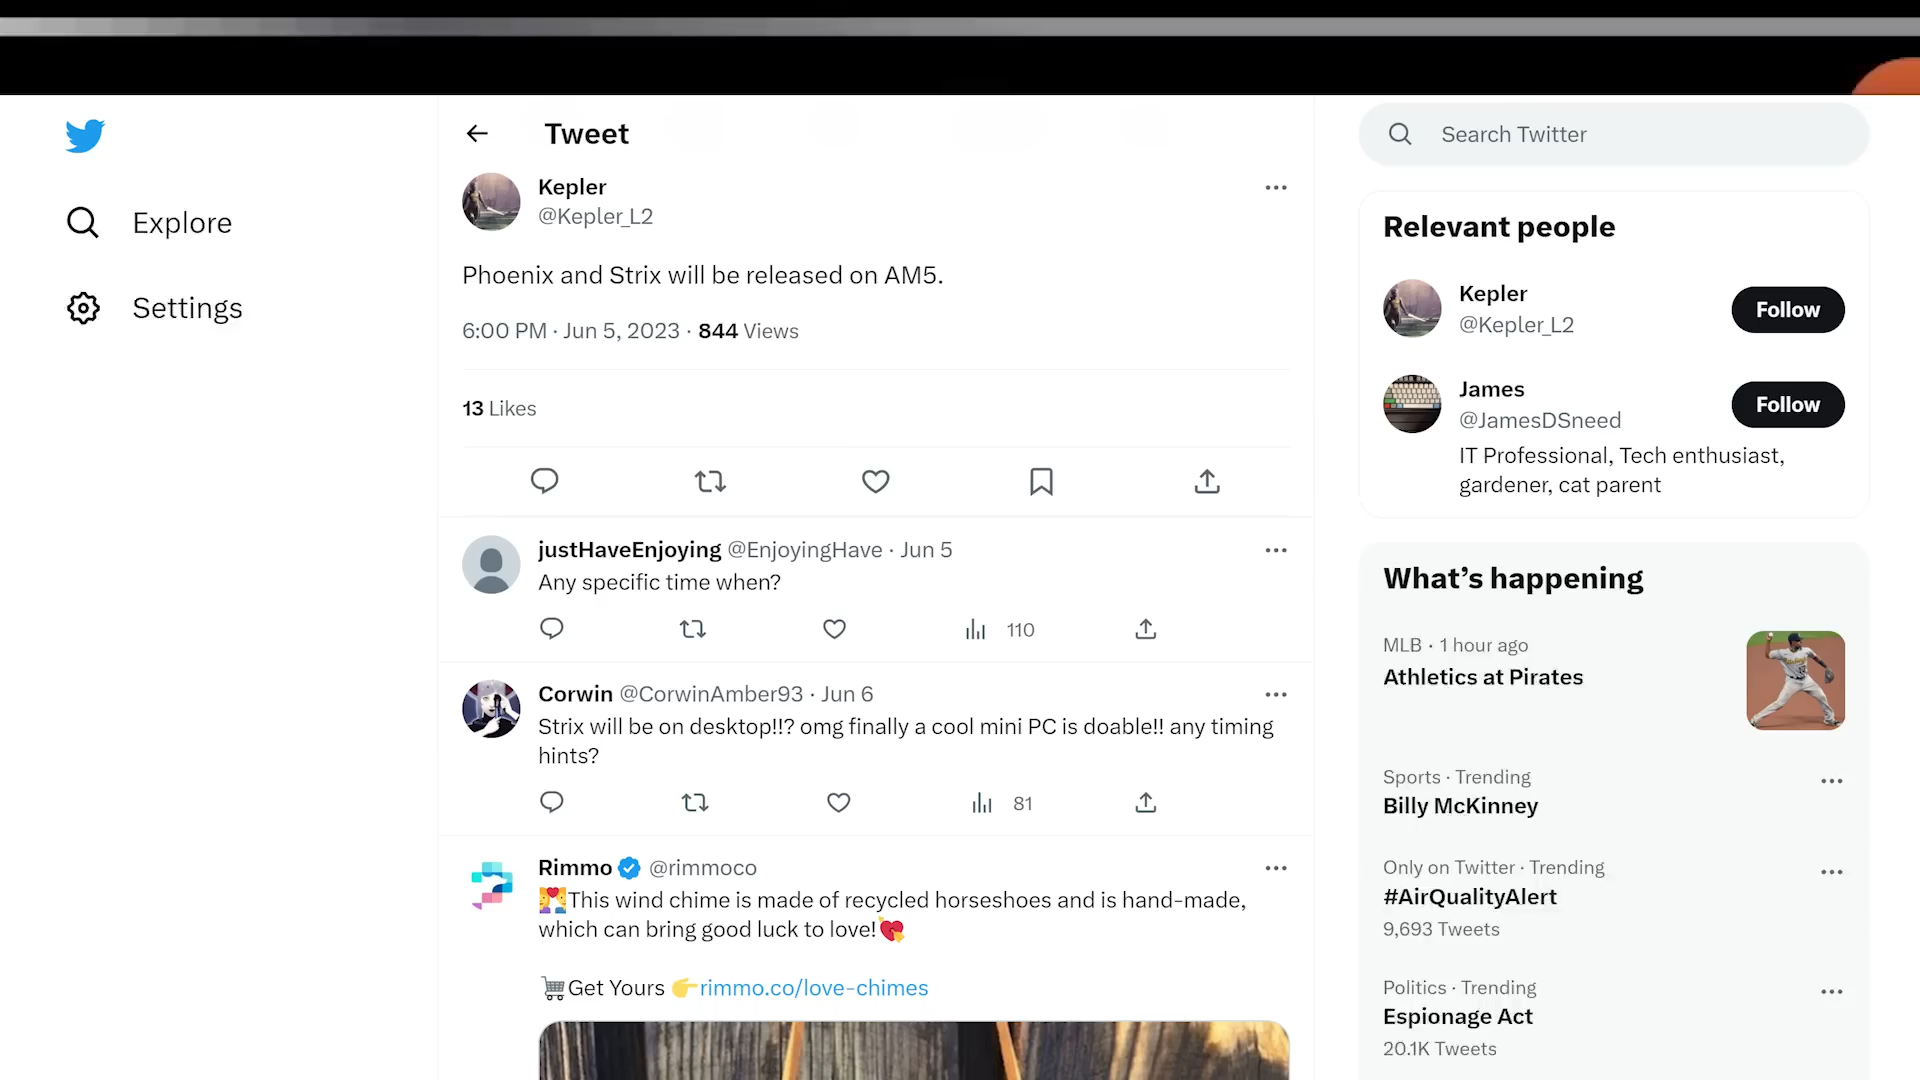 Explore
Settings
Tweet
Kepler
@Kepler_L2
Phoenix and Strix will be released on AM5.
6:00 PM · Jun 5, 2023 · 844 Views
13 Likes
justHaveEnjoying @EnjoyingHave · Jun 5
Any specific time when?
110
Corwin @CorwinAmber93 · Jun 6
Strix will be on desktop!!? omg finally a cool mini PC is doable!! any timing
hints?
81
Rimmo @rimmoco
This wind chime is made of recycled horseshoes and is hand-made,
which can bring good luck to love!
Get Yours 👉rimmo.co/love-chimes
Search Twitter
Relevant people
Kepler
@Kepler_L2
Follow
James
@JamesDSneed
Follow
IT Professional, Tech enthusiast,
gardener, cat parent
What's happening
MLB · 1 hour ago
Athletics at Pirates
Sports · Trending
Billy McKinney
Only on Twitter · Trending
#AirQualityAlert
9,693 Tweets
Politics · Trending
Espionage Act
20.1K Tweets